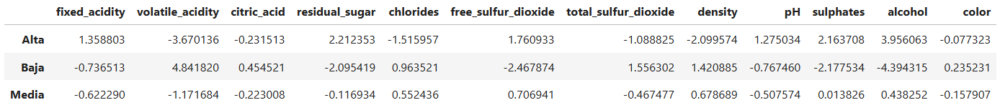 fixed_acidity volatile_acidity citric_acid residual_sugar chlorides free_sulfur_dioxide total_sulfur_dioxide density pH sulphates alcohol color
Alta 1.358803 -3.670136 -0.231513 2.212353 -1.515957 1.760933 -1.088825 -2.099574 1.275034 2.163708 3.956063 -0.077323
Baja -0.736513 4.841820 0.454521 -2.095419 0.963521 -2.467874 1.556302 1.420885 -0.767460 -2.177534 -4.394315 0.235231
Media -0.622290 -1.171684 -0.223008 -0.116934 0.552436 0.706941 -0.467477 0.678689 -0.507574 0.013826 0.438252 -0.157907